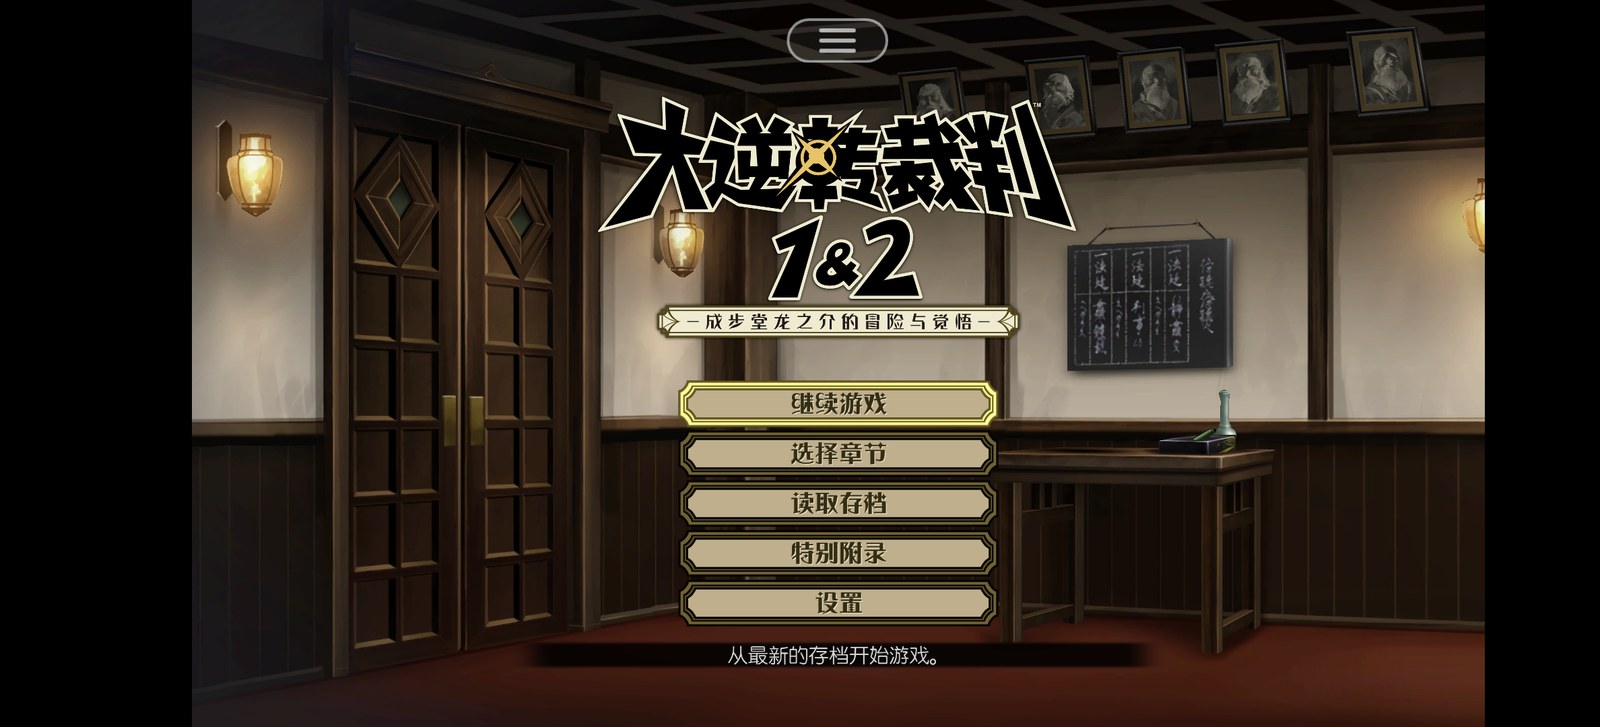 大逆转裁判™
1&2
-成步堂龙之介的冒险与觉悟-
继续游戏
选择章节
读取存档
特别附录
设置
从最新的存档开始游戏。